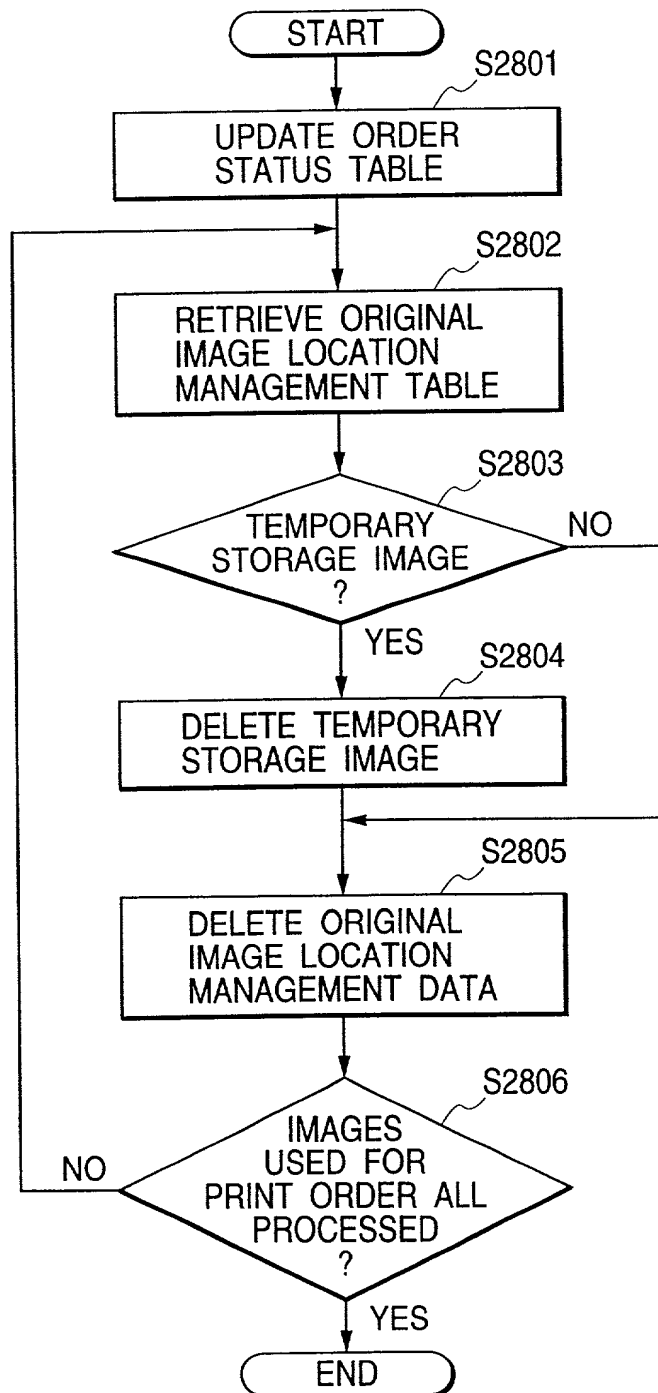 START
S2801
UPDATE ORDER
STATUS TABLE
S2802
RETRIEVE ORIGINAL
IMAGE LOCATION
MANAGEMENT TABLE
S2803
TEMPORARY
STORAGE IMAGE
?
NO
YES
S2804
DELETE TEMPORARY
STORAGE IMAGE
S2805
DELETE ORIGINAL
IMAGE LOCATION
MANAGEMENT DATA
S2806
IMAGES
USED FOR
PRINT ORDER ALL
PROCESSED
?
NO
YES
END